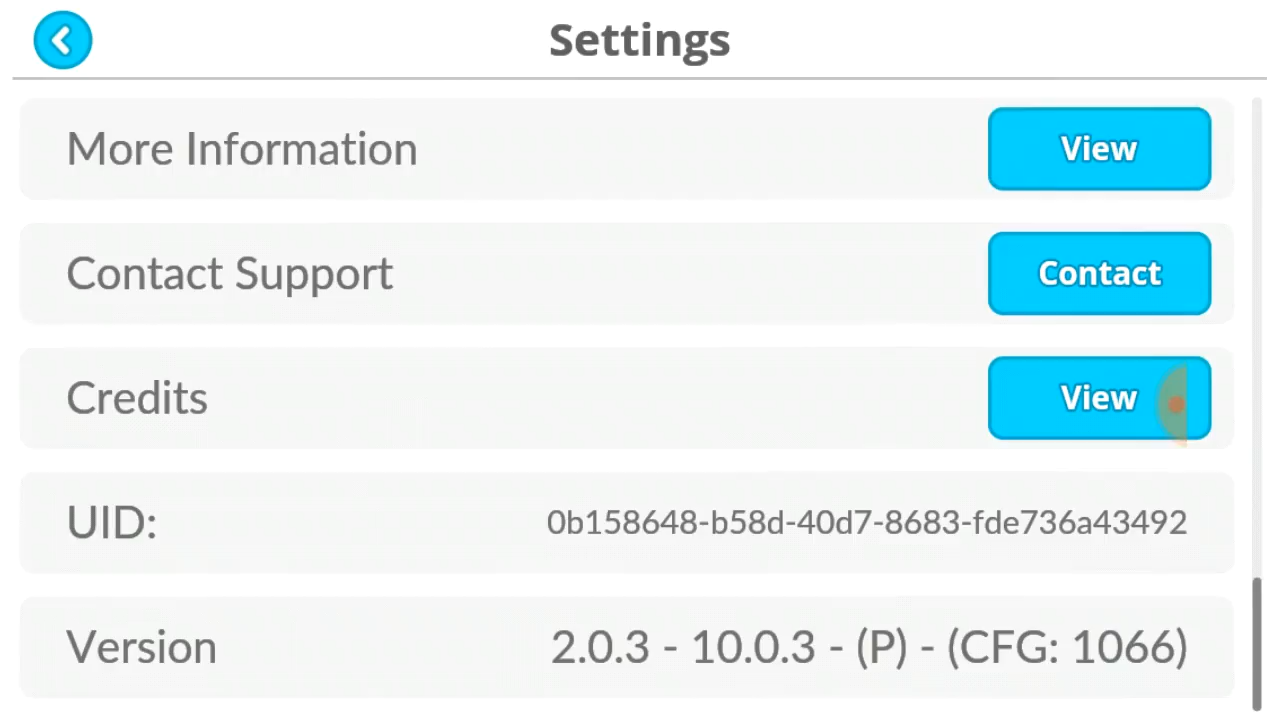 Settings
More Information View
Contact Support Contact
Credits View
UID: 0b158648-b58d-40d7-8683-fde736a43492
Version 2.0.3 - 10.0.3 - (P) - (CFG: 1066)